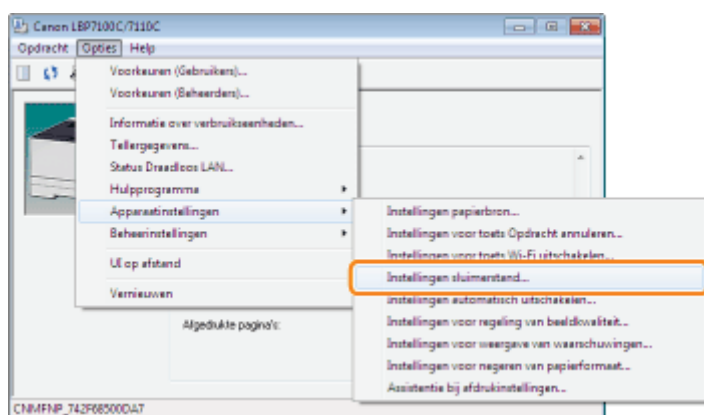 Canon LBP7100C/7110C
Opdracht Opties Help
Voorkeuren (Gebruikers)...
Voorkeuren (Beheerders)...
Informatie over verbruikseenheden...
Tellergegevens...
Status Draadloos LAN...
Hulpprogramma
Apparaatinstellingen
Beheerinstellingen
UI op afstand
Vernieuwen
Instellingen papierbron...
Instellingen voor toets Opdracht annuleren...
Instellingen voor toets Wi-Fi uitschakelen...
Instellingen sluimerstand...
Instellingen automatisch uitschakelen...
Instellingen voor regeling van beeldkwaliteit...
Instellingen voor weergave van waarschuwingen...
Instellingen voor negeren van papierformaat...
Assistentie bij afdrukinstellingen...
Afgedrukte pagina's:
CNMFNP_742F68500DA7